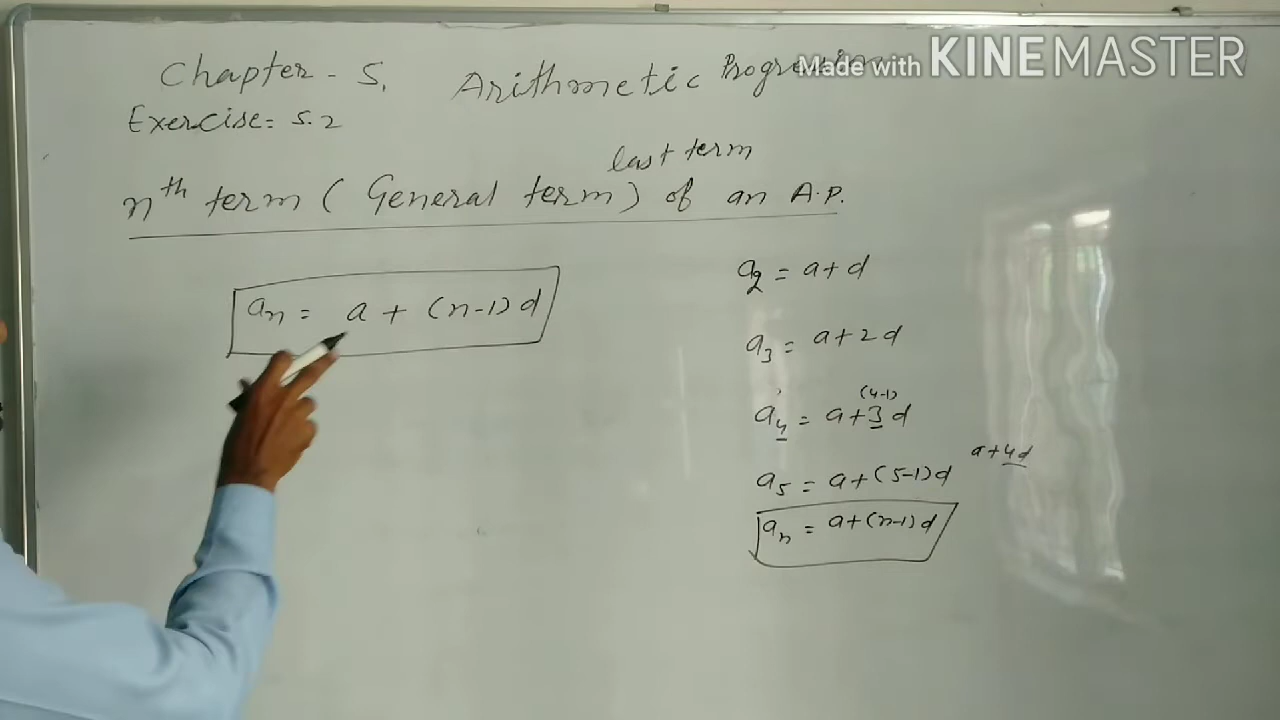 Chapter - 5, Arithmetic Progression
Made with KINEMASTER
Exercise: 5.2
last term
nth term (General term) of an A.P.
an = a + (n-1)d
a2 = a+d
a3 = a+2d
(4-1)
a4 = a+3d
a+4d
a5 = a+(5-1)d
an = a+(n-1)d